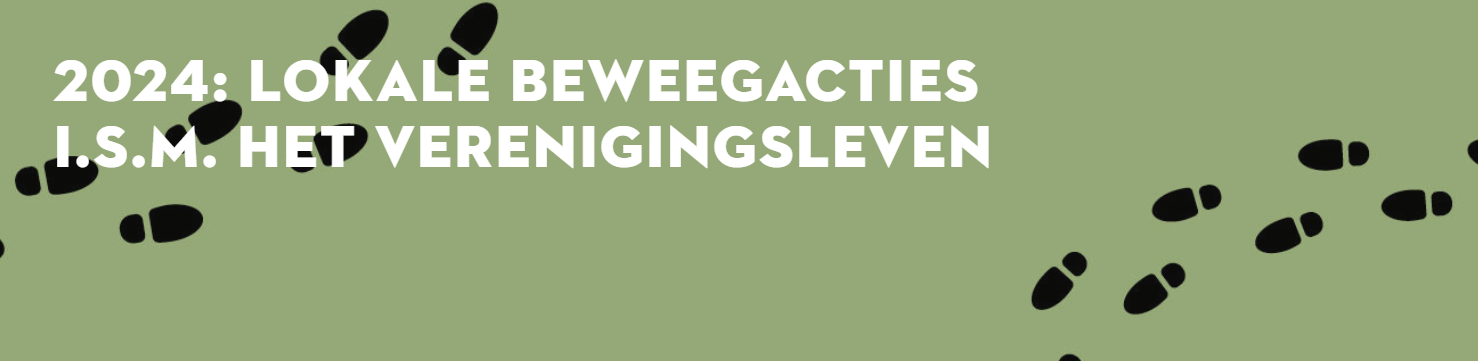 2024: LOKALE BEWEEGACTIES
I.S.M. HET VERENIGINGSLEVEN